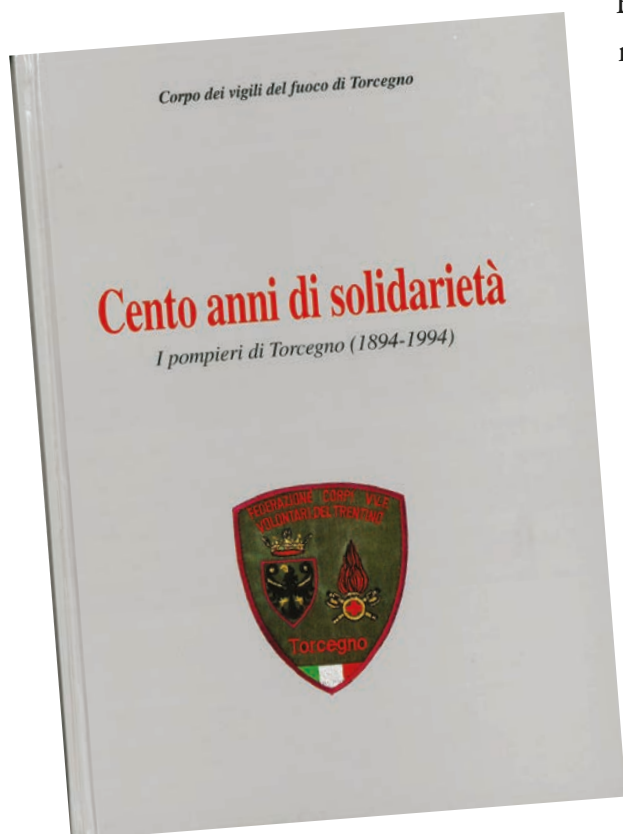 Corpo dei vigili del fuoco di Torcegno
Cento anni di solidarietà
I pompieri di Torcegno (1894-1994)
FEDERAZIONE CORPI VV.F.
VOLONTARI DEL TRENTINO
Torcegno